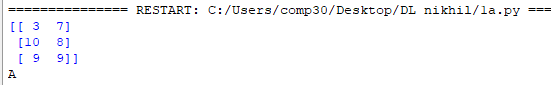 =============== RESTART: C:/Users/comp30/Desktop/DL nikhil/1a.py ===
[[ 3  7]
 [10  8]
 [ 9  9]]
A